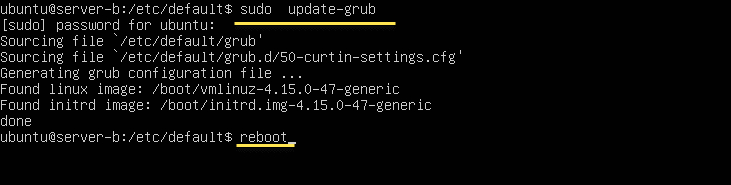 ubuntu@server-b:/etc/default$ sudo  update-grub
[sudo] password for ubuntu:
Sourcing file `/etc/default/grub'
Sourcing file `/etc/default/grub.d/50-curtin-settings.cfg'
Generating grub configuration file ...
Found linux image: /boot/vmlinuz-4.15.0-47-generic
Found initrd image: /boot/initrd.img-4.15.0-47-generic
done
ubuntu@server-b:/etc/default$ reboot_